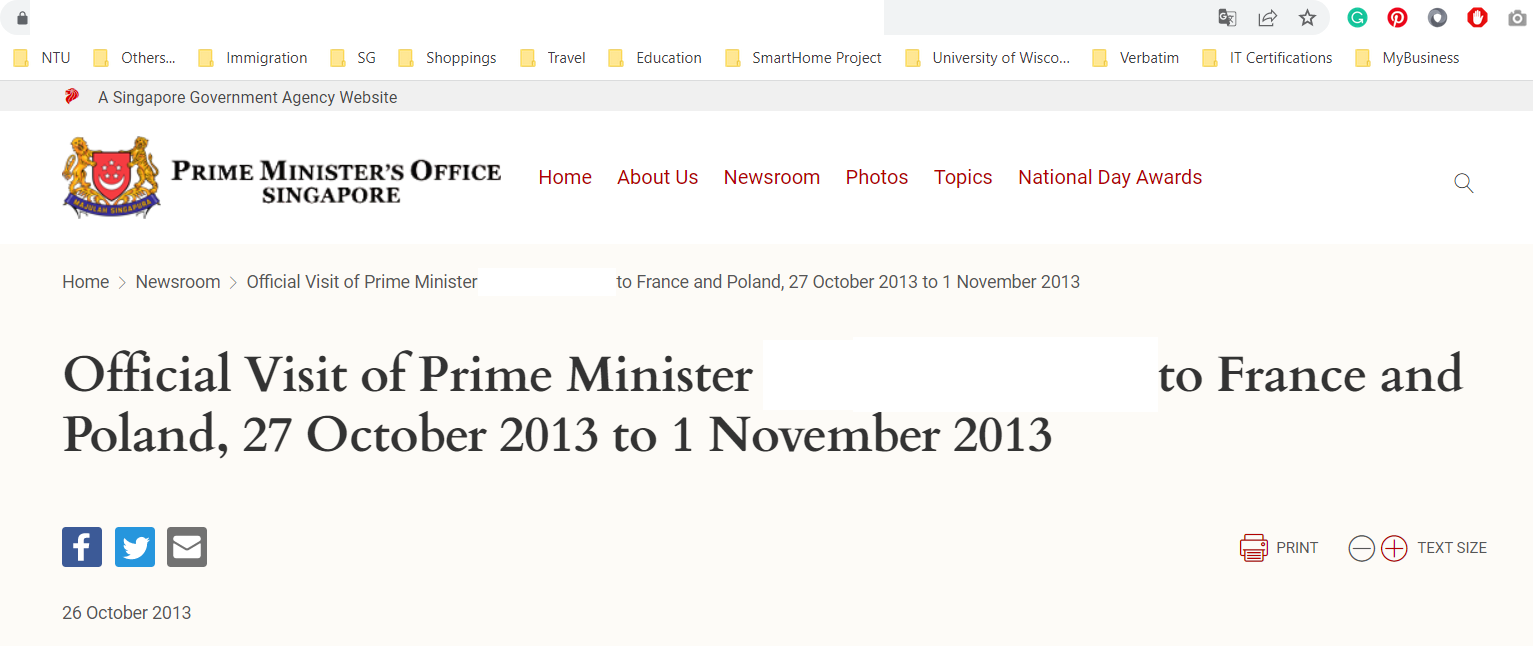 NTU Others... Immigration SG Shoppings Travel Education SmartHome Project University of Wisco... Verbatim IT Certifications MyBusiness
A Singapore Government Agency Website
MAJULAH SINGAPURA
PRIME MINISTER'S OFFICE
SINGAPORE
Home About Us Newsroom Photos Topics National Day Awards
Home > Newsroom > Official Visit of Prime Minister to France and Poland, 27 October 2013 to 1 November 2013
Official Visit of Prime Minister to France and
Poland, 27 October 2013 to 1 November 2013
PRINT TEXT SIZE
26 October 2013